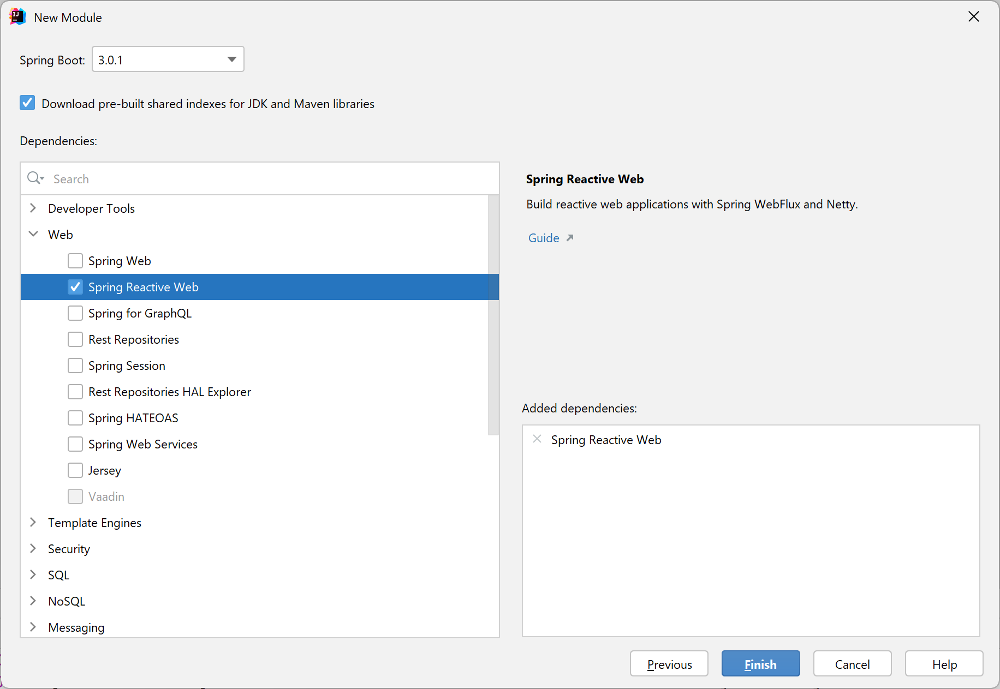 New Module
Spring Boot: 3.0.1
Download pre-built shared indexes for JDK and Maven libraries
Dependencies:
Search
Developer Tools
Web
Spring Web
Spring Reactive Web
Spring for GraphQL
Rest Repositories
Spring Session
Rest Repositories HAL Explorer
Spring HATEOAS
Spring Web Services
Jersey
Vaadin
Template Engines
Security
SQL
NoSQL
Messaging
Spring Reactive Web
Build reactive web applications with Spring WebFlux and Netty.
Guide
Added dependencies:
Spring Reactive Web
Previous
Finish
Cancel
Help